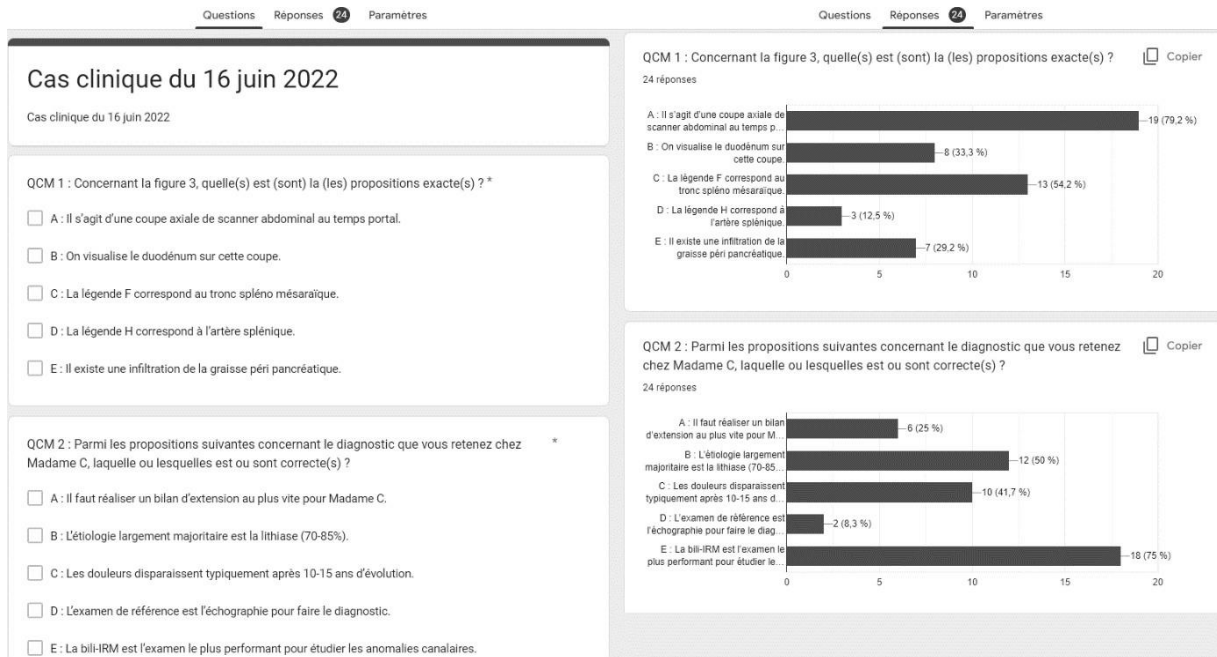 Questions Réponses 24 Paramètres
Cas clinique du 16 juin 2022
Cas clinique du 16 juin 2022
QCM 1 : Concernant la figure 3, quelle(s) est (sont) la (les) propositions exacte(s) ? *
A : Il s'agit d'une coupe axiale de scanner abdominal au temps portal.
B : On visualise le duodénum sur cette coupe.
C : La légende F correspond au tronc spléno mésaraïque.
D : La légende H correspond à l'artère splénique.
E : Il existe une infiltration de la graisse péri pancréatique.
QCM 2 : Parmi les propositions suivantes concernant le diagnostic que vous retenez chez *
Madame C, laquelle ou lesquelles est ou sont correcte(s) ?
A : Il faut réaliser un bilan d'extension au plus vite pour Madame C.
B : L'étiologie largement majoritaire est la lithiase (70-85%).
C : Les douleurs disparaissent typiquement après 10-15 ans d'évolution.
D : L'examen de référence est l'échographie pour faire le diagnostic.
E : La bili-IRM est l'examen le plus performant pour étudier les anomalies canalaires.
Questions Réponses 24 Paramètres
QCM 1 : Concernant la figure 3, quelle(s) est (sont) la (les) propositions exacte(s) ? Copier
24 réponses
A : Il s'agit d'une coupe axiale de
scanner abdominal au temps p...
19 (79,2 %)
B : On visualise le duodénum sur
cette coupe.
8 (33,3 %)
C : La légende F correspond au
tronc spléno mésaraïque.
13 (54,2 %)
D : La légende H correspond à
l'artère splénique.
3 (12,5 %)
E : Il existe une infiltration de la
graisse péri pancréatique.
7 (29,2 %)
0 5 10 15 20
QCM 2 : Parmi les propositions suivantes concernant le diagnostic que vous retenez Copier
chez Madame C, laquelle ou lesquelles est ou sont correcte(s) ?
24 réponses
A : Il faut réaliser un bilan
d'extension au plus vite pour M...
6 (25 %)
B : L'étiologie largement
majoritaire est la lithiase (70-85...
12 (50 %)
C : Les douleurs disparaissent
typiquement après 10-15 ans d...
10 (41,7 %)
D : L'examen de référence est
l'échographie pour faire le diag...
2 (8,3 %)
E : La bili-IRM est l'examen le
plus performant pour étudier le...
18 (75 %)
0 5 10 15 20